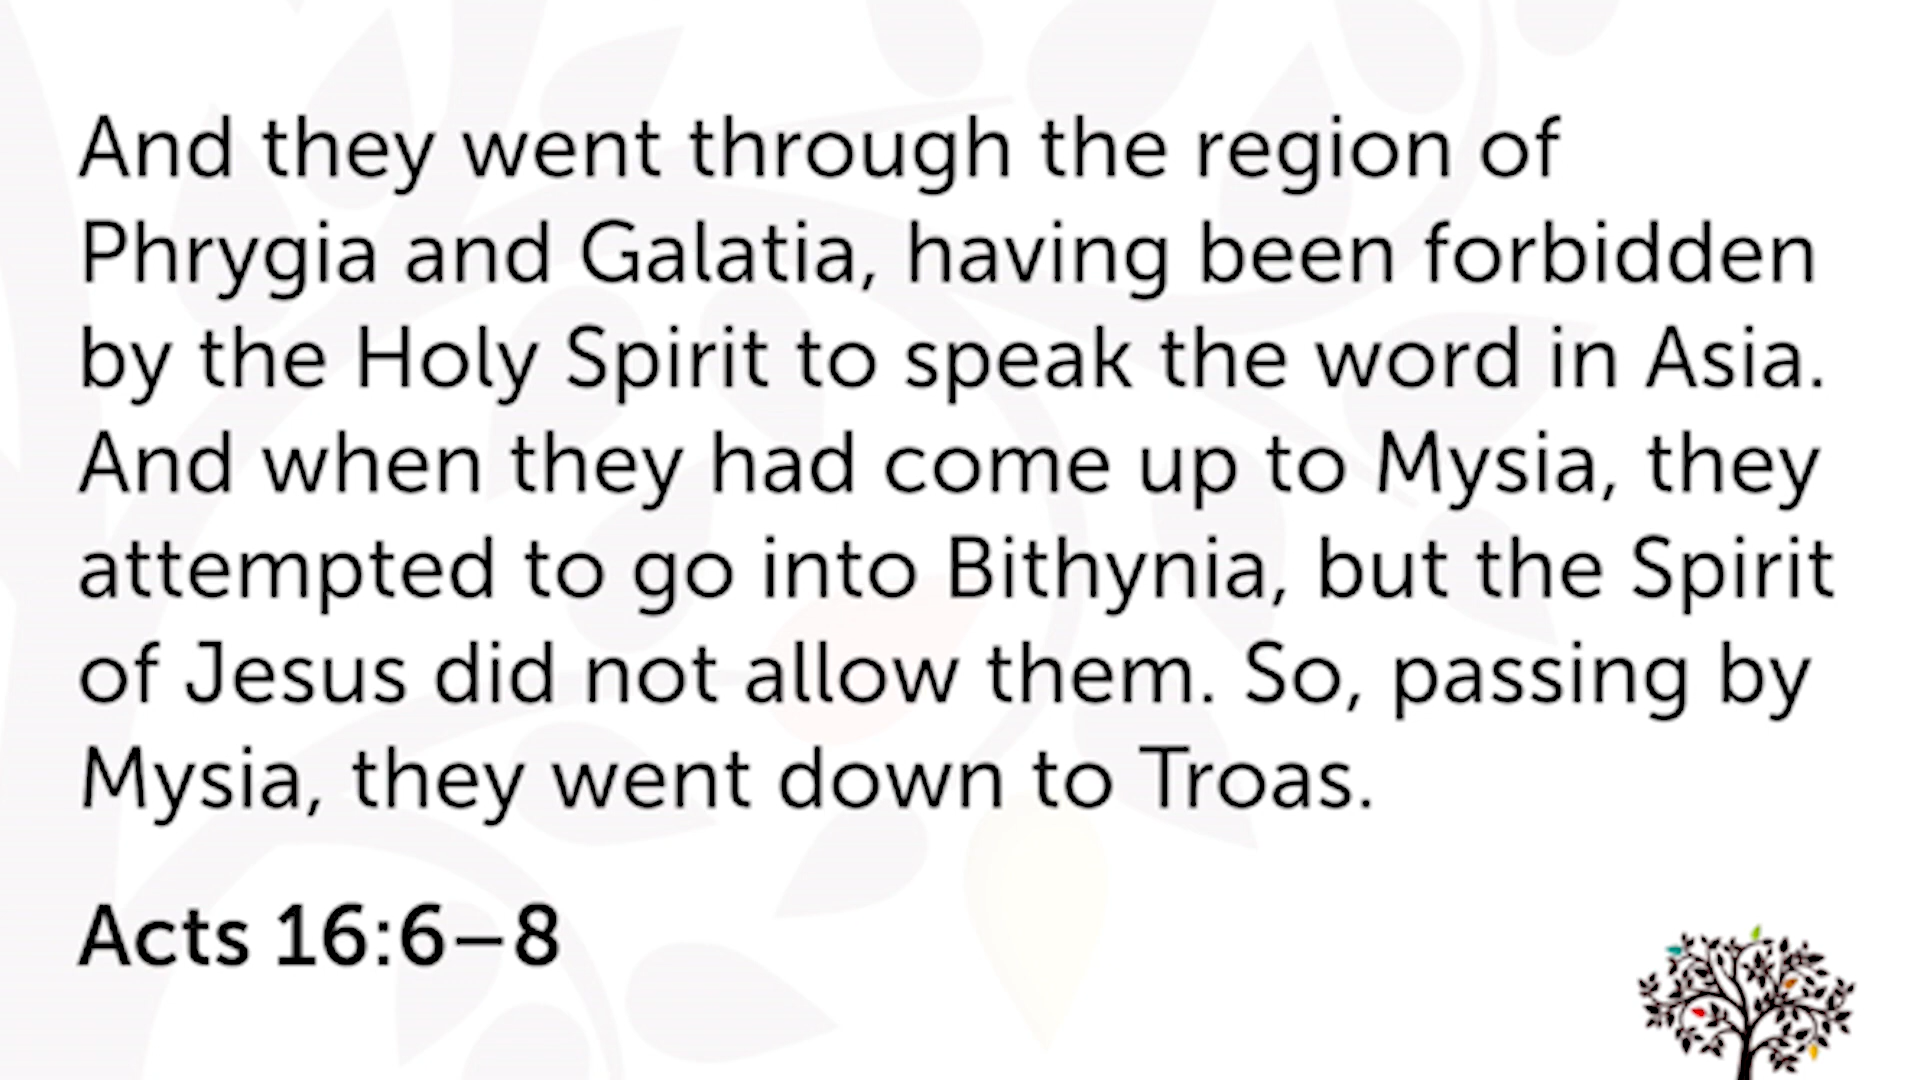 And they went through the region of
Phrygia and Galatia, having been forbidden
by the Holy Spirit to speak the word in Asia.
And when they had come up to Mysia, they
attempted to go into Bithynia, but the Spirit
of Jesus did not allow them. So, passing by
Mysia, they went down to Troas.
Acts 16:6–8